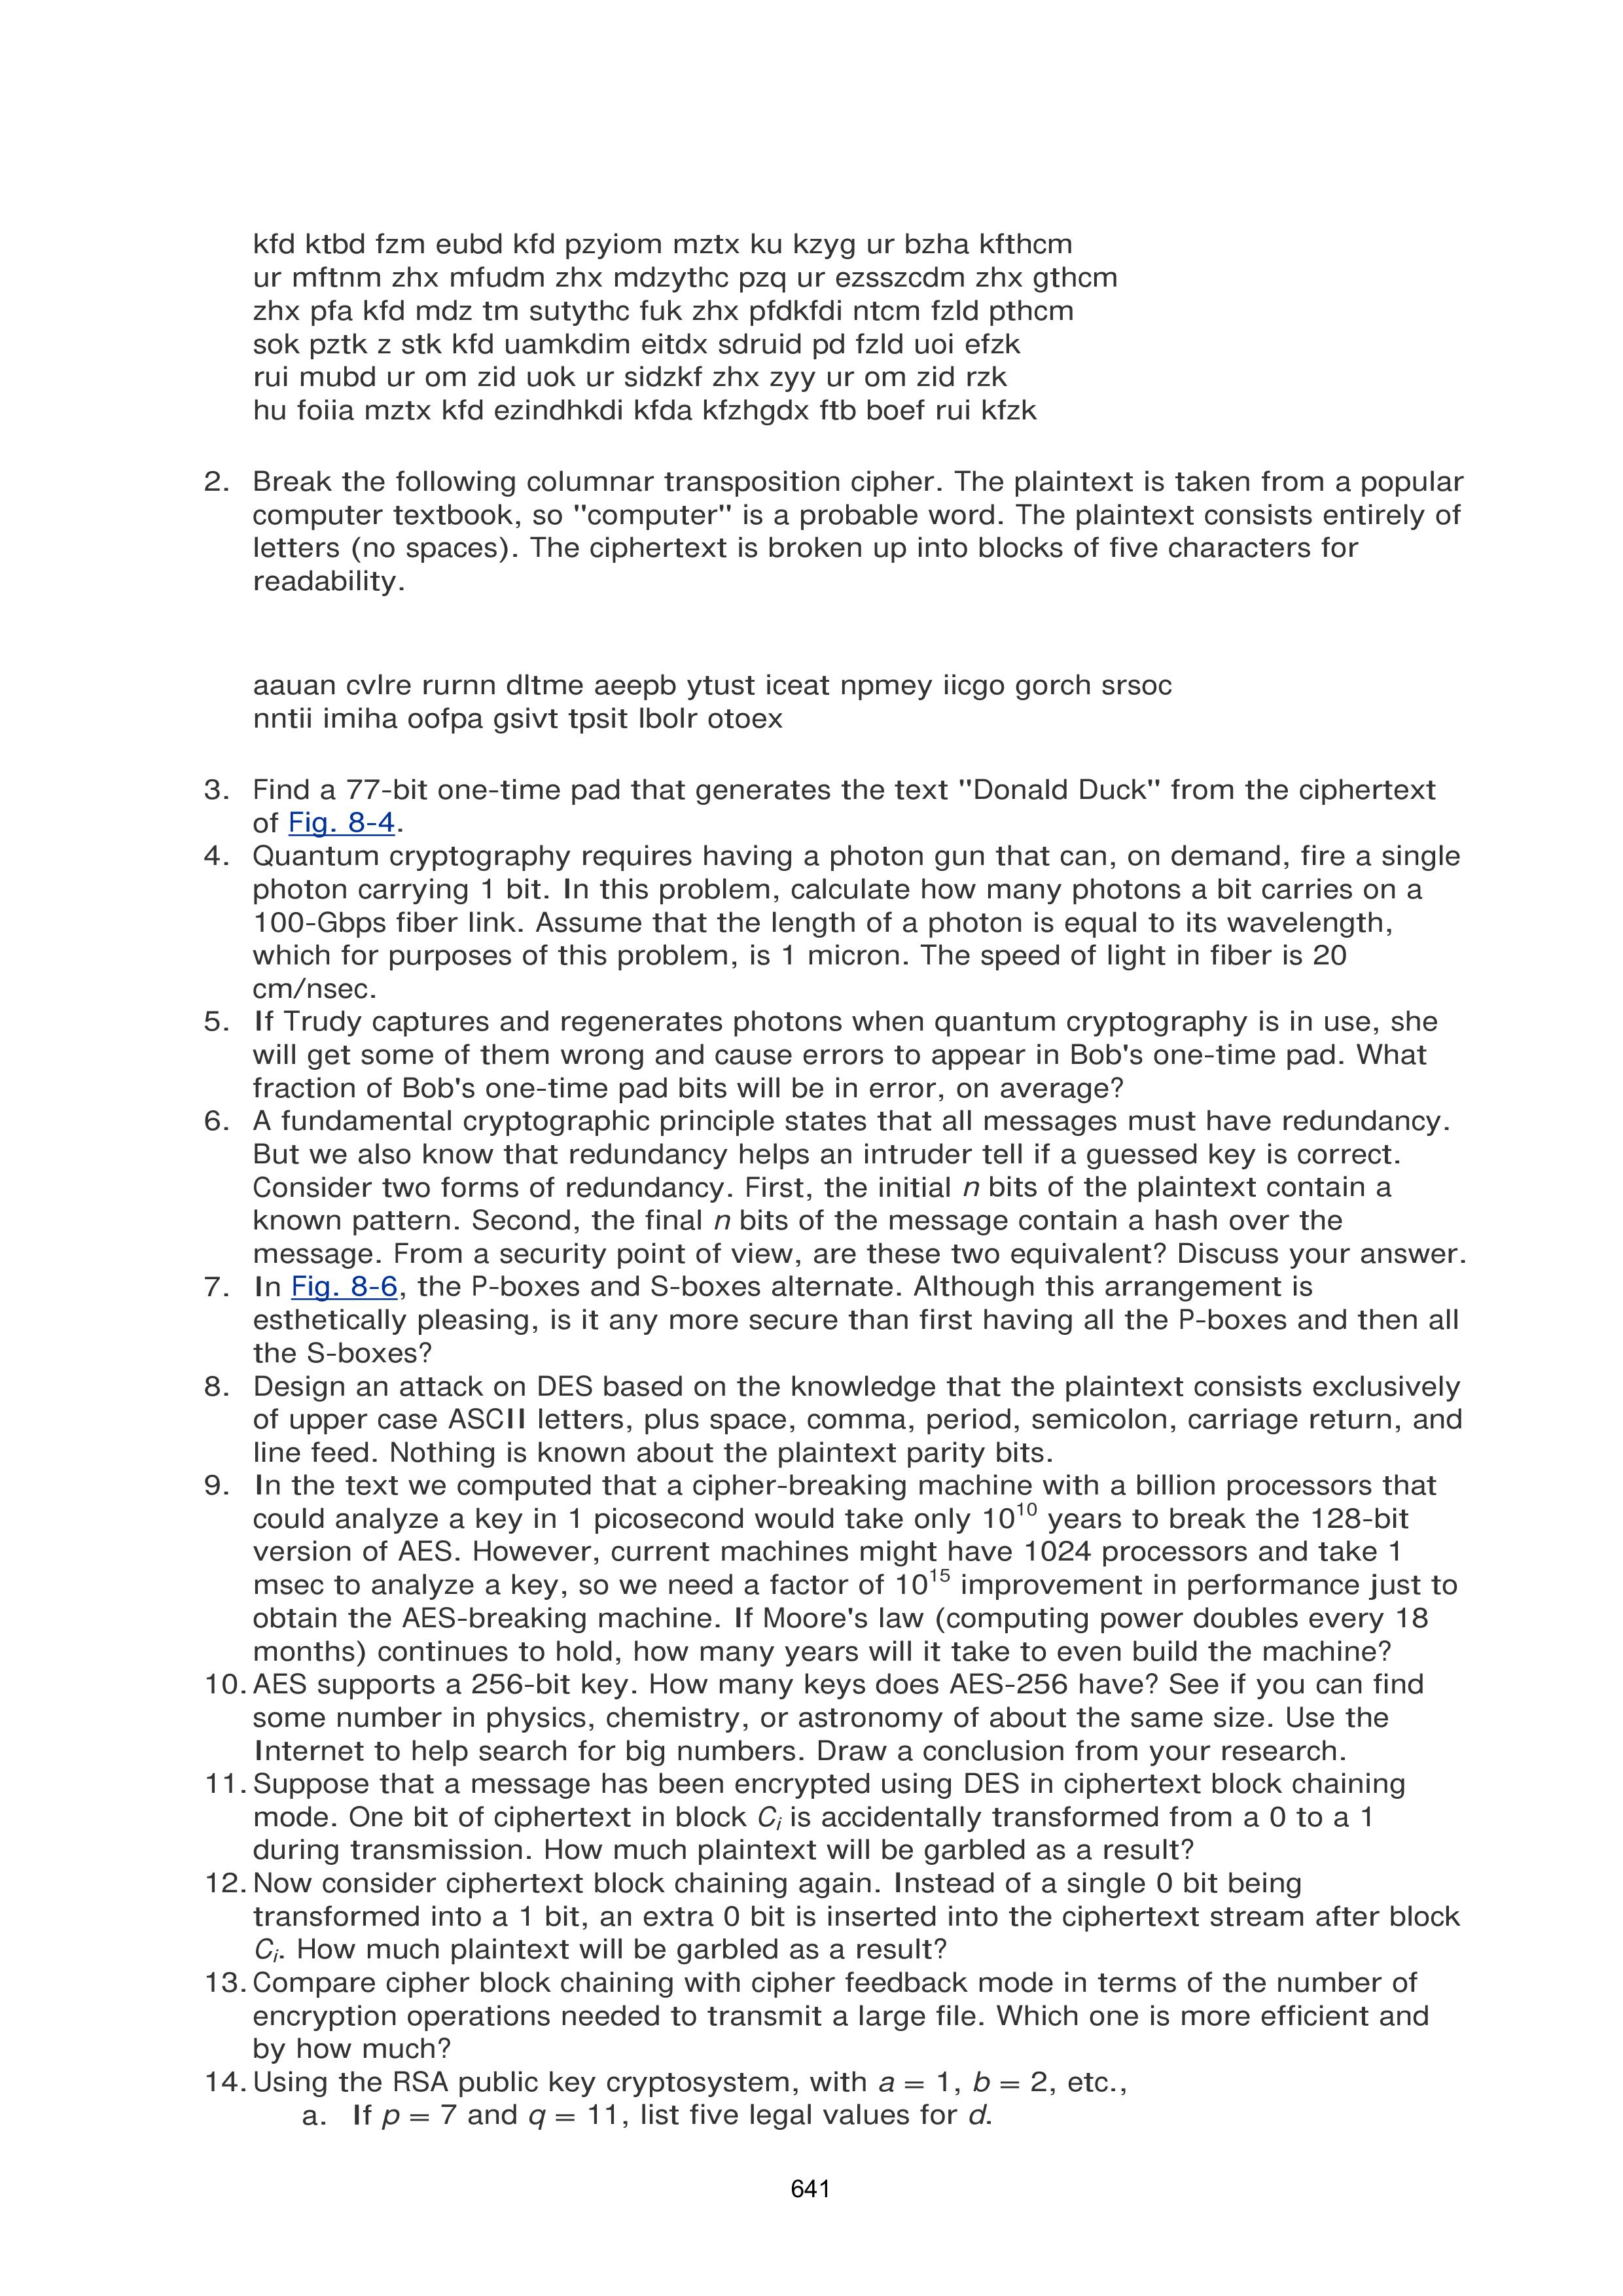 kfd ktbd fzm eubd kfd pzyiom mztx ku kzyg ur bzha kfthcm
ur mftnm zhx mfudm zhx mdzythc pzq ur ezsszcdm zhx gthcm
zhx pfa kfd mdz tm sutythc fuk zhx pfdkfdi ntcm fzld pthcm
sok pztk z stk kfd uamkdim eitdx sdruid pd fzld uoi efzk
rui mubd ur om zid uok ur sidzkf zhx zyy ur om zid rzk
hu foiia mztx kfd ezindhkdi kfda kfzhgdx ftb boef rui kfzk
2. Break the following columnar transposition cipher. The plaintext is taken from a popular
computer textbook, so "computer" is a probable word. The plaintext consists entirely of
letters (no spaces). The ciphertext is broken up into blocks of five characters for
readability.
aauan cvlre rurnn dltme aeepb ytust iceat npmey iicgo gorch srsoc
nntii imiha oofpa gsivt tpsit lbolr otoex
3. Find a 77-bit one-time pad that generates the text "Donald Duck" from the ciphertext
of Fig. 8-4.
4. Quantum cryptography requires having a photon gun that can, on demand, fire a single
photon carrying 1 bit. In this problem, calculate how many photons a bit carries on a
100-Gbps fiber link. Assume that the length of a photon is equal to its wavelength,
which for purposes of this problem, is 1 micron. The speed of light in fiber is 20
cm/nsec.
5. If Trudy captures and regenerates photons when quantum cryptography is in use, she
will get some of them wrong and cause errors to appear in Bob's one-time pad. What
fraction of Bob's one-time pad bits will be in error, on average?
6. A fundamental cryptographic principle states that all messages must have redundancy.
But we also know that redundancy helps an intruder tell if a guessed key is correct.
Consider two forms of redundancy. First, the initial n bits of the plaintext contain a
known pattern. Second, the final n bits of the message contain a hash over the
message. From a security point of view, are these two equivalent? Discuss your answer.
7. In Fig. 8-6, the P-boxes and S-boxes alternate. Although this arrangement is
esthetically pleasing, is it any more secure than first having all the P-boxes and then all
the S-boxes?
8. Design an attack on DES based on the knowledge that the plaintext consists exclusively
of upper case ASCII letters, plus space, comma, period, semicolon, carriage return, and
line feed. Nothing is known about the plaintext parity bits.
9. In the text we computed that a cipher-breaking machine with a billion processors that
could analyze a key in 1 picosecond would take only 10^10 years to break the 128-bit
version of AES. However, current machines might have 1024 processors and take 1
msec to analyze a key, so we need a factor of 10^15 improvement in performance just to
obtain the AES-breaking machine. If Moore's law (computing power doubles every 18
months) continues to hold, how many years will it take to even build the machine?
10. AES supports a 256-bit key. How many keys does AES-256 have? See if you can find
some number in physics, chemistry, or astronomy of about the same size. Use the
Internet to help search for big numbers. Draw a conclusion from your research.
11. Suppose that a message has been encrypted using DES in ciphertext block chaining
mode. One bit of ciphertext in block Ci is accidentally transformed from a 0 to a 1
during transmission. How much plaintext will be garbled as a result?
12. Now consider ciphertext block chaining again. Instead of a single 0 bit being
transformed into a 1 bit, an extra 0 bit is inserted into the ciphertext stream after block
Ci. How much plaintext will be garbled as a result?
13. Compare cipher block chaining with cipher feedback mode in terms of the number of
encryption operations needed to transmit a large file. Which one is more efficient and
by how much?
14. Using the RSA public key cryptosystem, with a = 1, b = 2, etc.,
a. If p = 7 and q = 11, list five legal values for d.
641